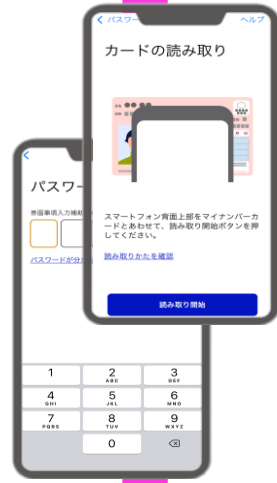 パスワー
ヘルプ
カードの読み取り
スマートフォン背面上部をマイナンバーカ
ードとあわせて、読み取り開始ボタンを押
してください。
読み取りかたを確認
読み取り開始
パスワー
券面事項入力補助
パスワードが分
1
2
ABC
3
DEF
4
GHI
5
JKL
6
MNO
7
PQRS
8
TUV
9
WXYZ
0